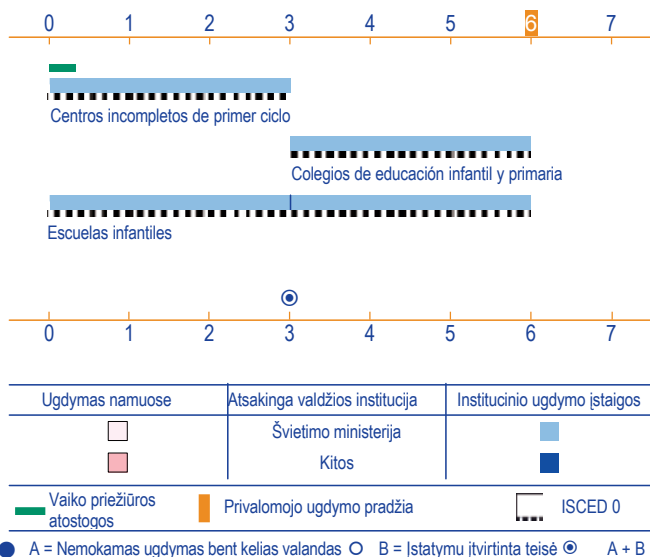 0 1 2 3 4 5 6 7
Centros incompletos de primer ciclo
Colegios de educación infantil y primaria
Escuelas infantiles
0 1 2 3 4 5 6 7
Ugdymas namuose Atsakinga valdžios institucija Institucinio ugdymo įstaigos
Švietimo ministerija
Kitos
Vaiko priežiūros
atostogos
Privalomojo ugdymo pradžia
ISCED 0
A = Nemokamas ugdymas bent kelias valandas B = Įstatymų įtvirtinta teisė A + B